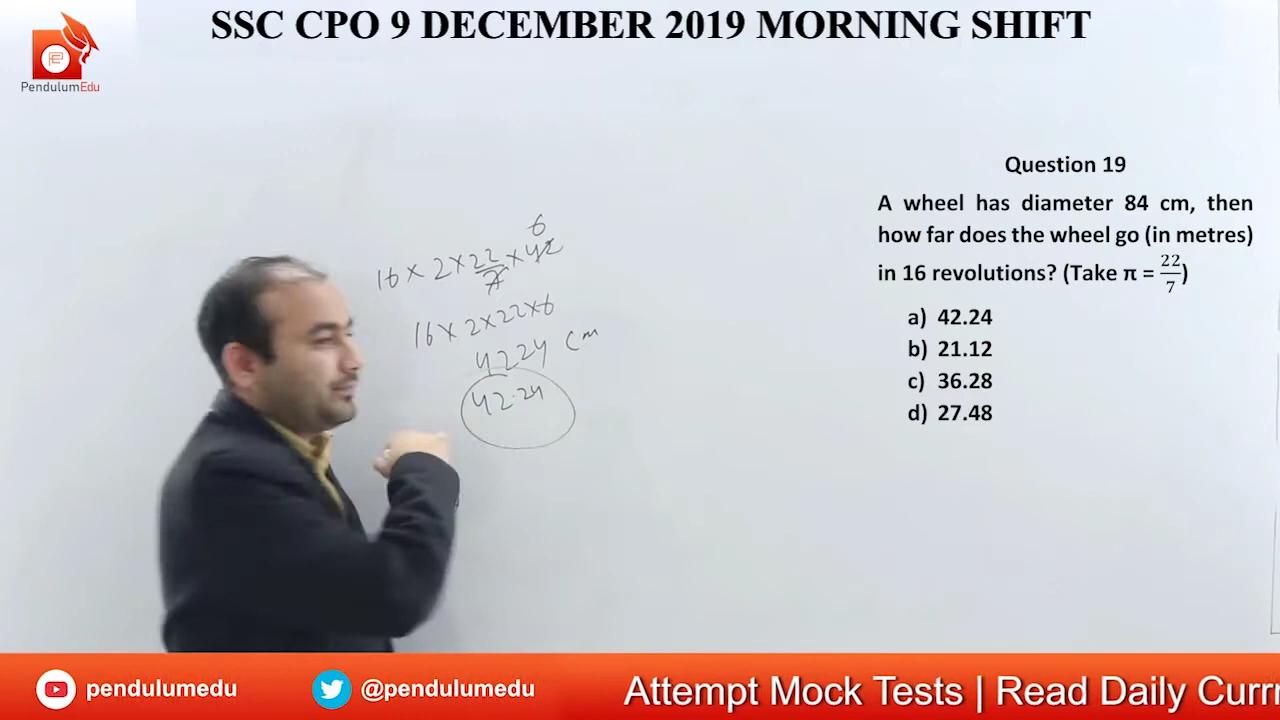 SSC CPO 9 DECEMBER 2019 MORNING SHIFT
PendulumEdu
Question 19
A wheel has diameter 84 cm, then
how far does the wheel go (in metres)
in 16 revolutions? (Take π = 22/7)
a) 42.24
b) 21.12
c) 36.28
d) 27.48
6
16 × 2 × 22/7 × 42
16 × 2 × 22 × 6
4224 cm
42.24
pendulumedu
@pendulumedu
Attempt Mock Tests | Read Daily Curr